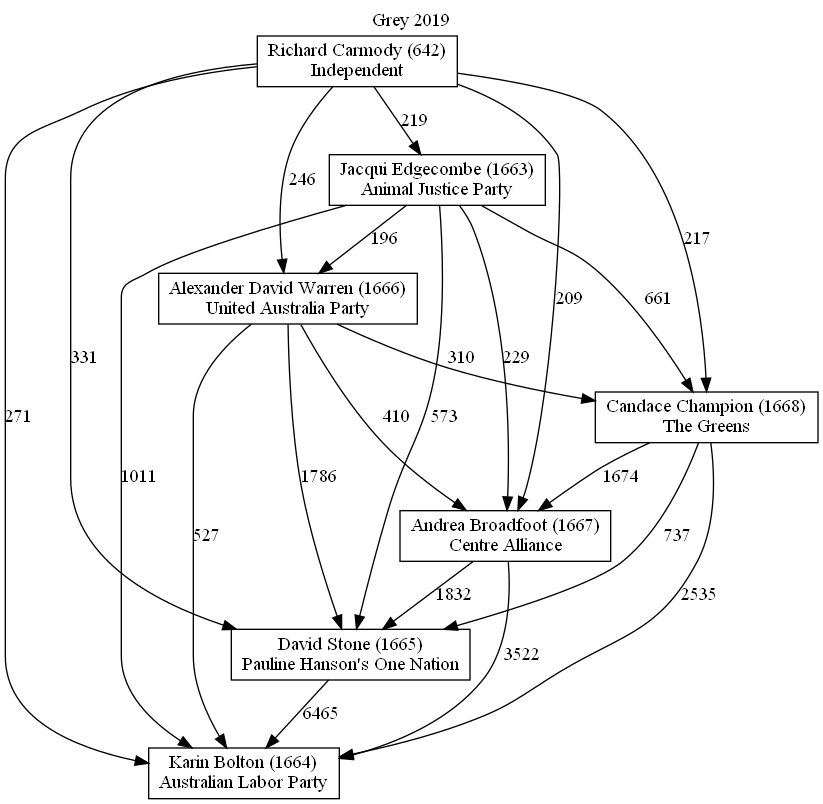 Grey 2019
Richard Carmody (642)
Independent
219
Jacqui Edgecombe (1663)
Animal Justice Party
246
196
217
Alexander David Warren (1666)
United Australia Party
209
661
331
310
229
Candace Champion (1668)
The Greens
271
410
573
1011
1786
1674
Andrea Broadfoot (1667)
Centre Alliance
527
737
1832
2535
David Stone (1665)
Pauline Hanson's One Nation
3522
6465
Karin Bolton (1664)
Australian Labor Party